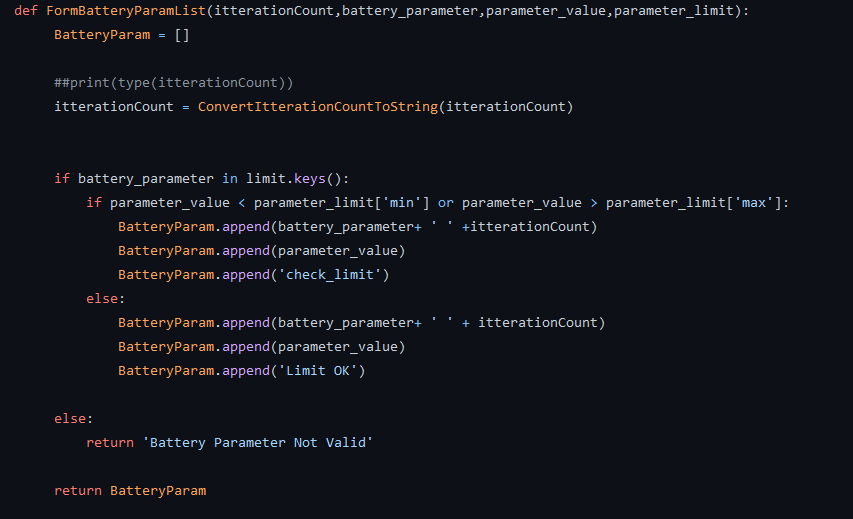 def FormBatteryParamList(itterationCount,battery_parameter,parameter_value,parameter_limit):
BatteryParam = []
##print(type(itterationCount))
itterationCount = ConvertItterationCountToString(itterationCount)
if battery_parameter in limit.keys():
if parameter_value < parameter_limit['min'] or parameter_value > parameter_limit['max']:
BatteryParam.append(battery_parameter+ ' ' +itterationCount)
BatteryParam.append(parameter_value)
BatteryParam.append('check_limit')
else:
BatteryParam.append(battery_parameter+ ' ' + itterationCount)
BatteryParam.append(parameter_value)
BatteryParam.append('Limit OK')
else:
return 'Battery Parameter Not Valid'
return BatteryParam